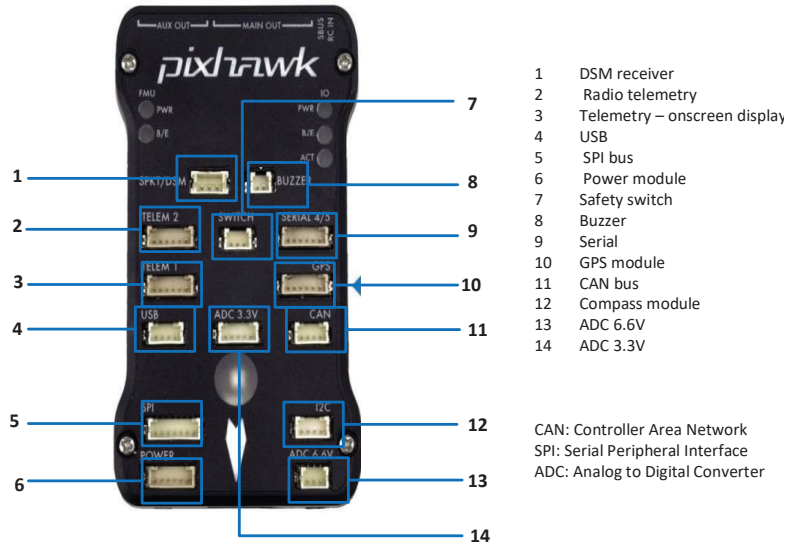 AUX OUT MAIN OUT
SBUS
RC IN
pixhawk
FMU
IO
PWR
PWR
B/E
B/E
ACT
SPKT/DSM
BUZZER
TELEM 2
SWITCH
SERIAL 4/5
TELEM 1
GPS
USB
ADC 3.3V
CAN
SPI
I2C
POWER
ADC 6.6V
1
2
3
4
5
6
7
8
9
10
11
12
13
14
1 DSM receiver
2 Radio telemetry
3 Telemetry – onscreen display
4 USB
5 SPI bus
6 Power module
7 Safety switch
8 Buzzer
9 Serial
10 GPS module
11 CAN bus
12 Compass module
13 ADC 6.6V
14 ADC 3.3V
CAN: Controller Area Network
SPI: Serial Peripheral Interface
ADC: Analog to Digital Converter